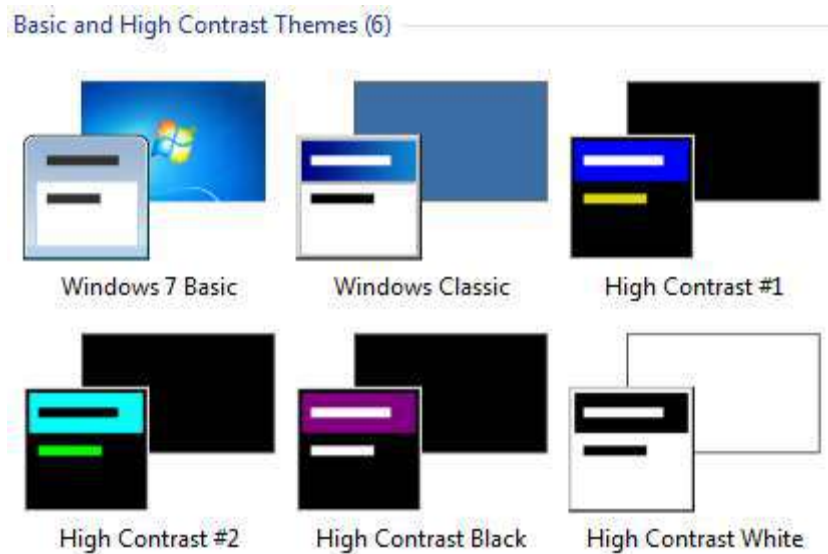 Basic and High Contrast Themes (6)
Windows 7 Basic
Windows Classic
High Contrast #1
High Contrast #2
High Contrast Black
High Contrast White